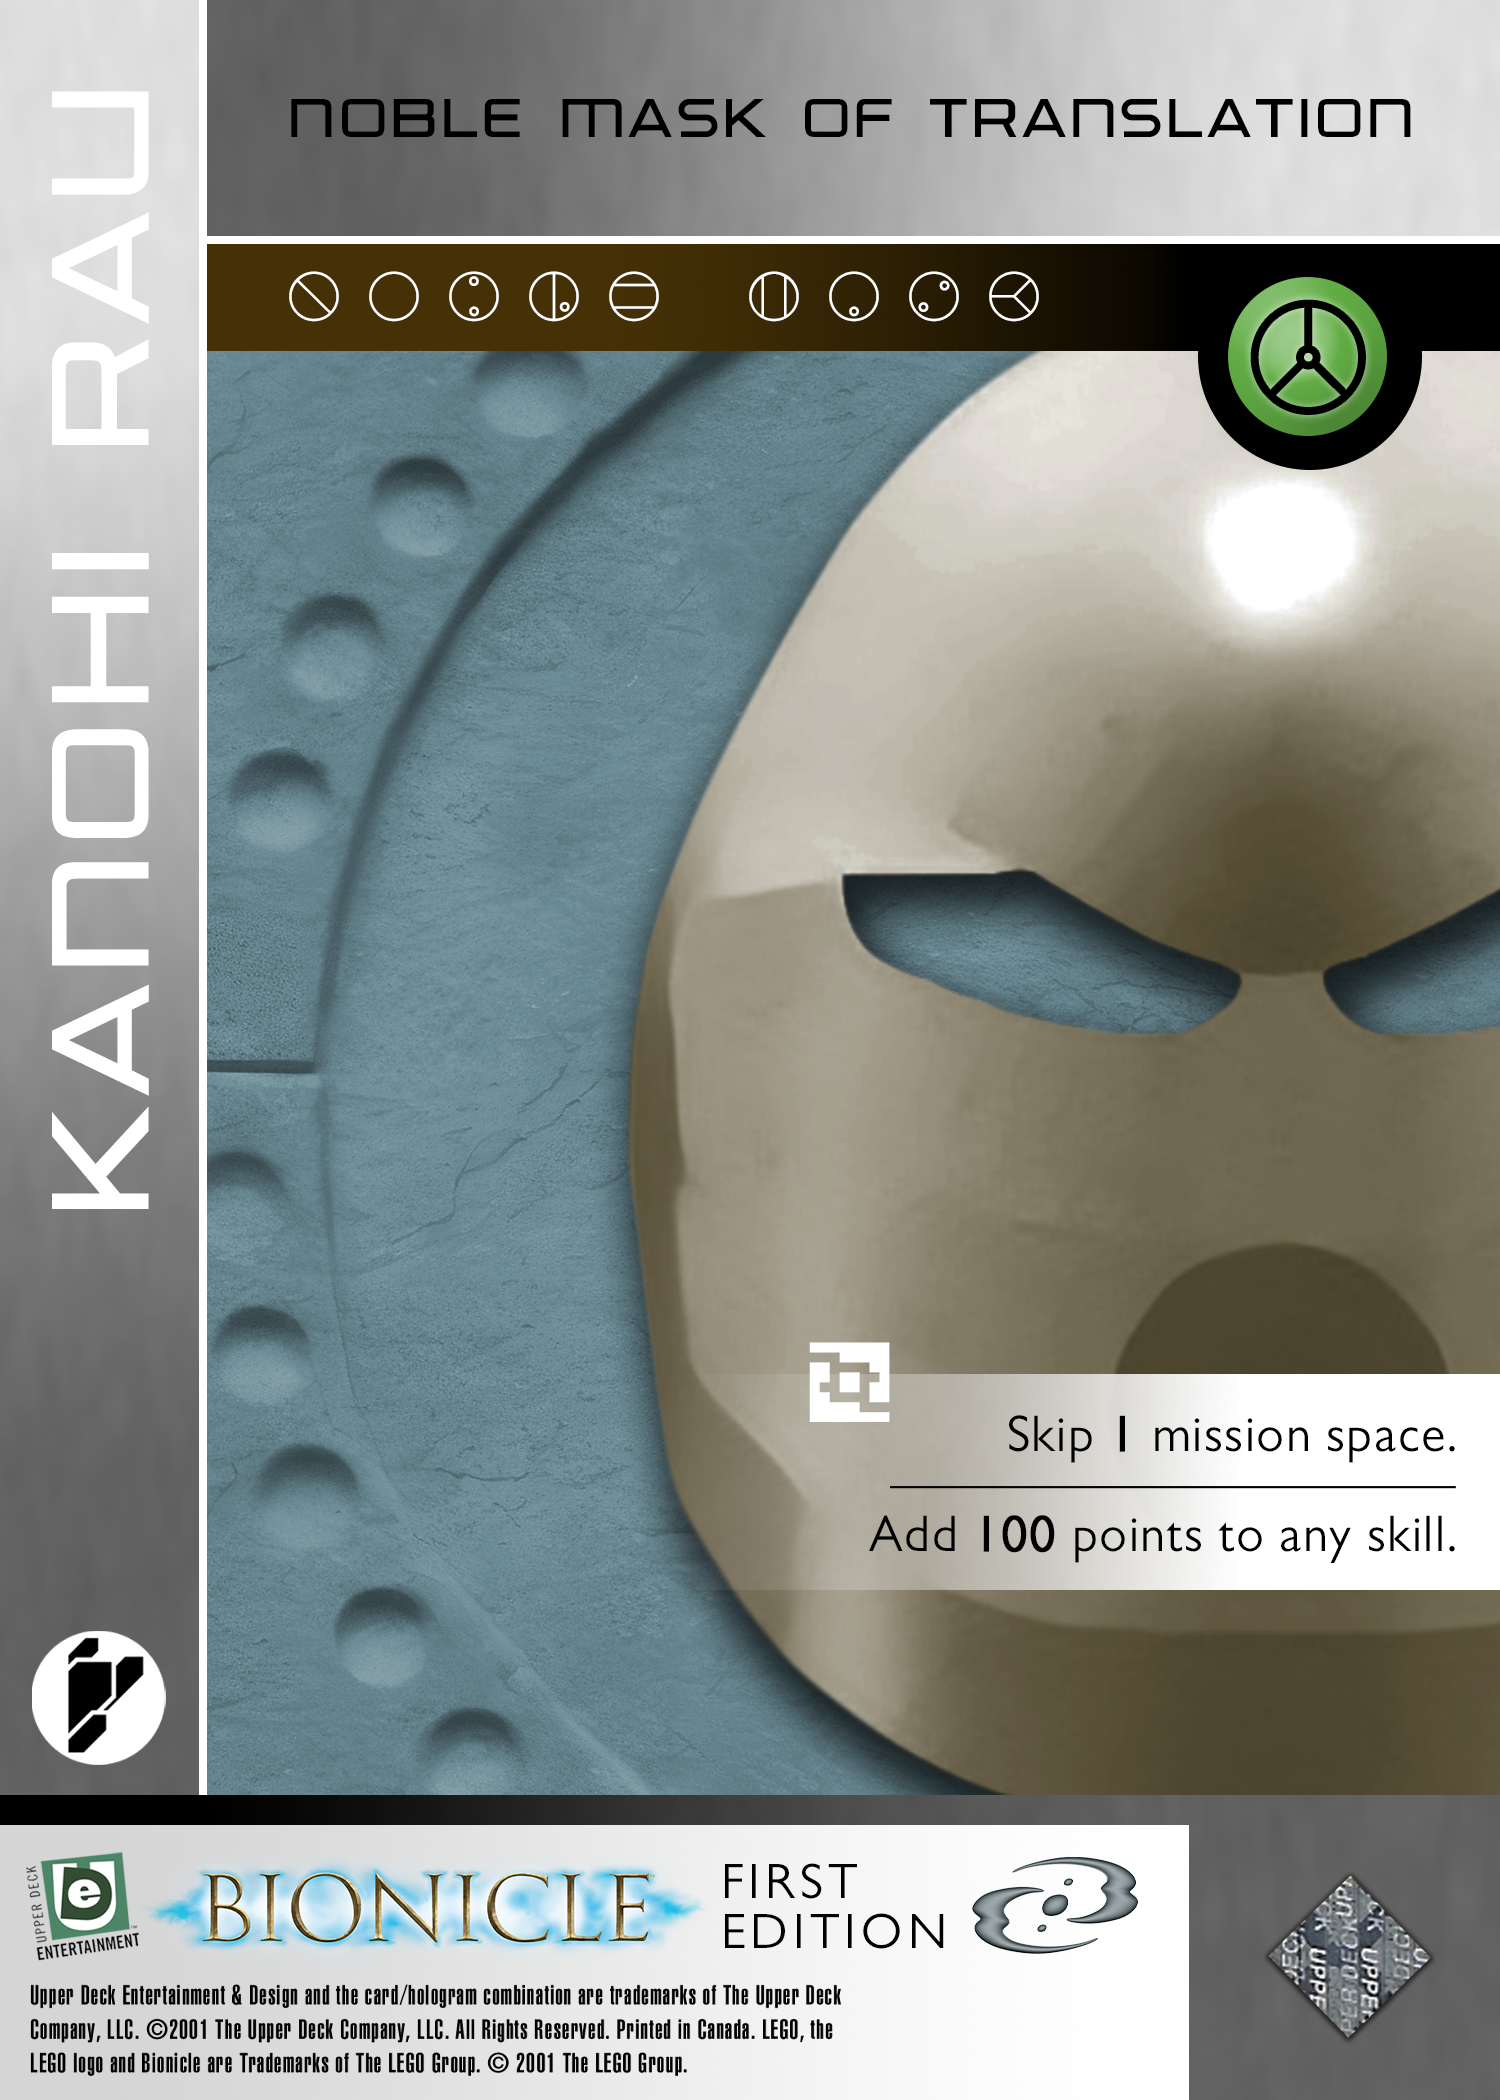 NOBLE MASK OF TRANSLATION
KANOHI RAU
Skip 1 mission space.
Add 100 points to any skill.
UPPER DECK
e
ENTERTAINMENT
BIONICLE
FIRST
EDITION
Upper Deck Entertainment & Design and the card/hologram combination are trademarks of The Upper Deck
Company, LLC. ©2001 The Upper Deck Company, LLC. All Rights Reserved. Printed in Canada. LEGO, the
LEGO logo and Bionicle are Trademarks of The LEGO Group. © 2001 The LEGO Group.